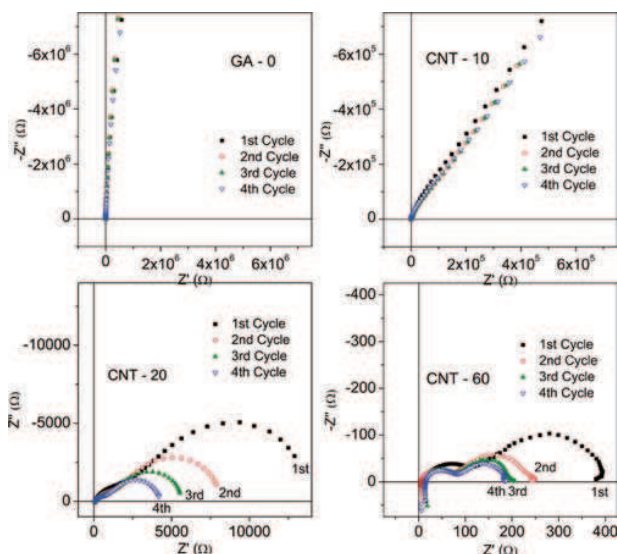 -6x10⁶
-4x10⁶
-2x10⁶
0
-Z'' (Ω)
GA - 0
1st Cycle
2nd Cycle
3rd Cycle
4th Cycle
0
2x10⁶
4x10⁶
6x10⁶
Z' (Ω)
-6x10⁵
-4x10⁵
-2x10⁵
0
-Z'' (Ω)
CNT - 10
1st Cycle
2nd Cycle
3rd Cycle
4th Cycle
0
2x10⁵
4x10⁵
6x10⁵
Z' (Ω)
-10000
-5000
0
-Z'' (Ω)
CNT - 20
1st Cycle
2nd Cycle
3rd Cycle
4th Cycle
1st
2nd
3rd
4th
0
5000
10000
Z' (Ω)
-400
-300
-200
-100
0
-Z'' (Ω)
CNT - 60
1st Cycle
2nd Cycle
3rd Cycle
4th Cycle
2nd
4th 3rd
1st
0
100
200
300
400
Z' (Ω)